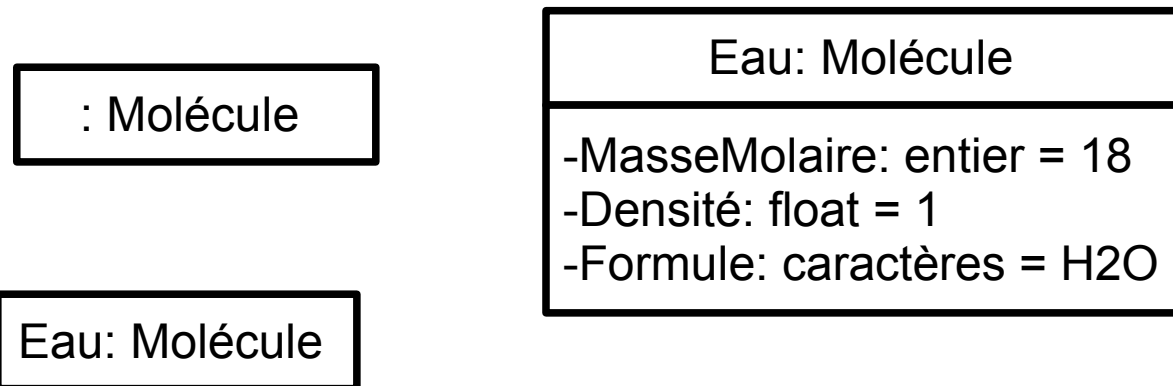 : Molécule
Eau: Molécule
Eau: Molécule
-MasseMolaire: entier = 18
-Densité: float = 1
-Formule: caractères = H2O